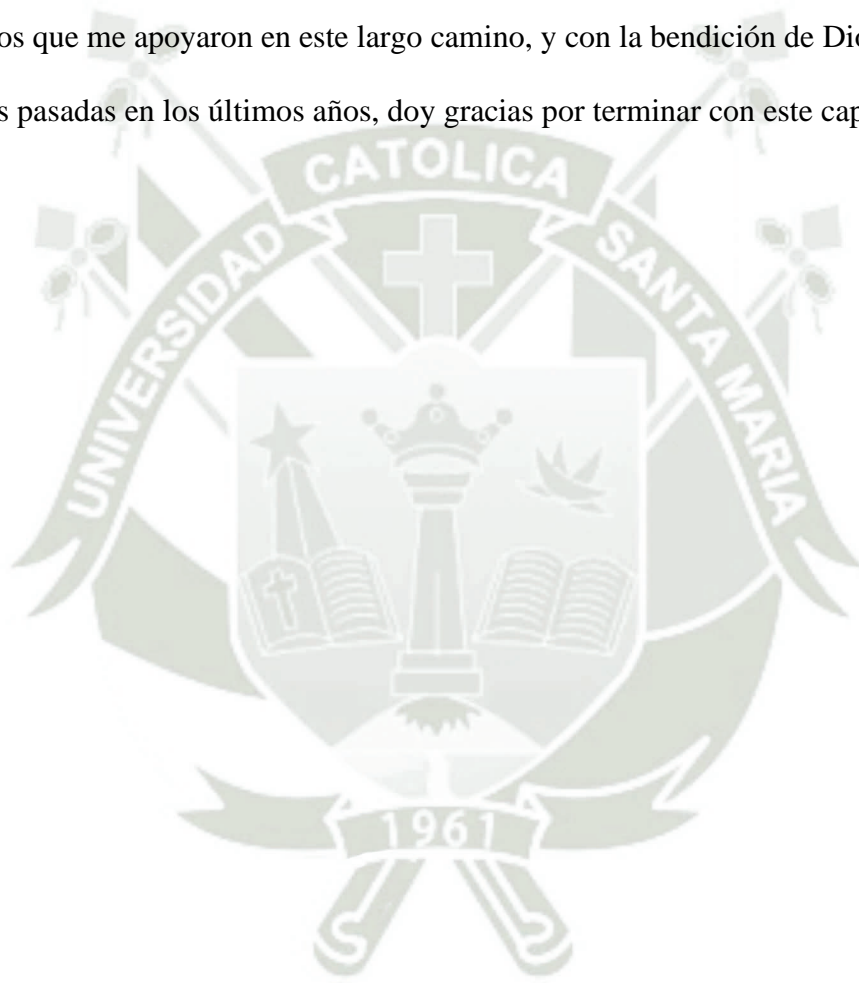 os que me apoyaron en este largo camino, y con la bendición de Dio
s pasadas en los últimos años, doy gracias por terminar con este cap
UNIVERSIDAD CATOLICA SANTA MARIA
1961